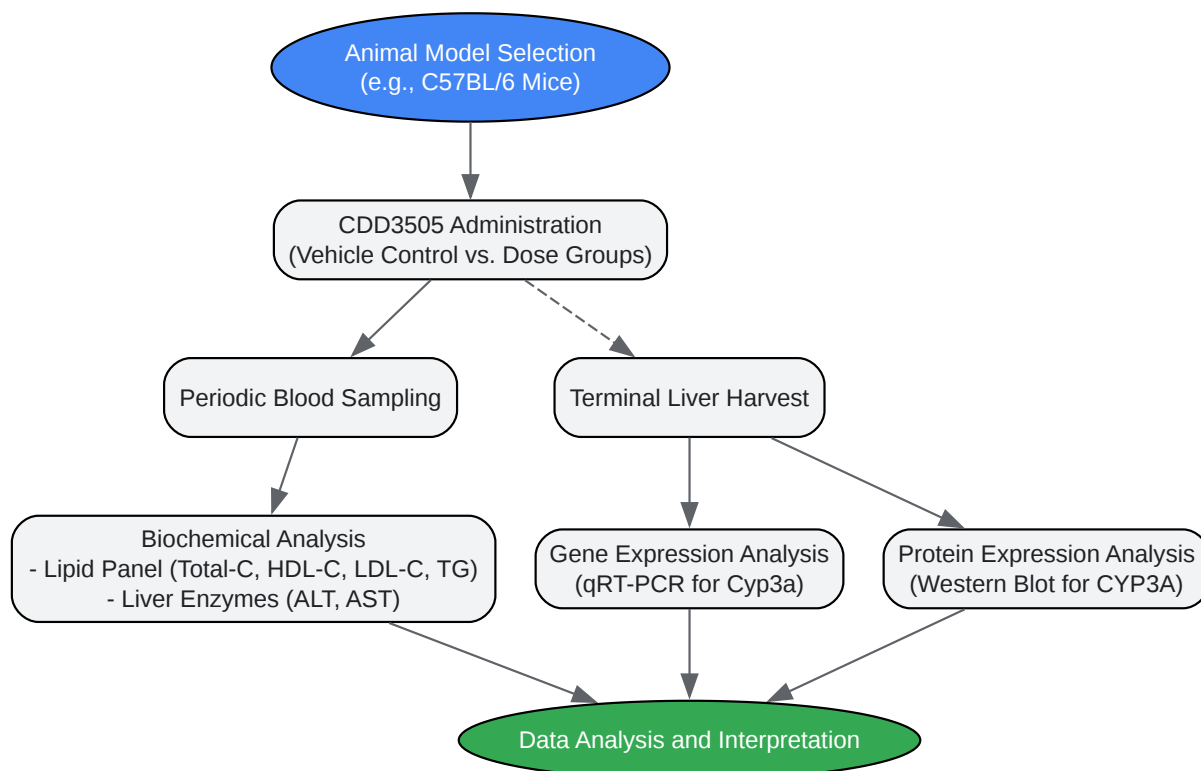 Animal Model Selection
(e.g., C57BL/6 Mice)
CDD3505 Administration
(Vehicle Control vs. Dose Groups)
Periodic Blood Sampling
Terminal Liver Harvest
Biochemical Analysis
- Lipid Panel (Total-C, HDL-C, LDL-C, TG)
- Liver Enzymes (ALT, AST)
Gene Expression Analysis
(qRT-PCR for Cyp3a)
Protein Expression Analysis
(Western Blot for CYP3A)
Data Analysis and Interpretation